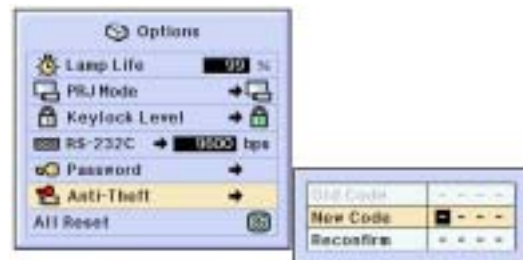 Options
Lamp Life 99 %
PRJ Mode
Keylock Level
RS-232C 9600 bps
Password
Anti-Theft
All Reset
Old Code - - - -
New Code - - - -
Reconfirm - - - -